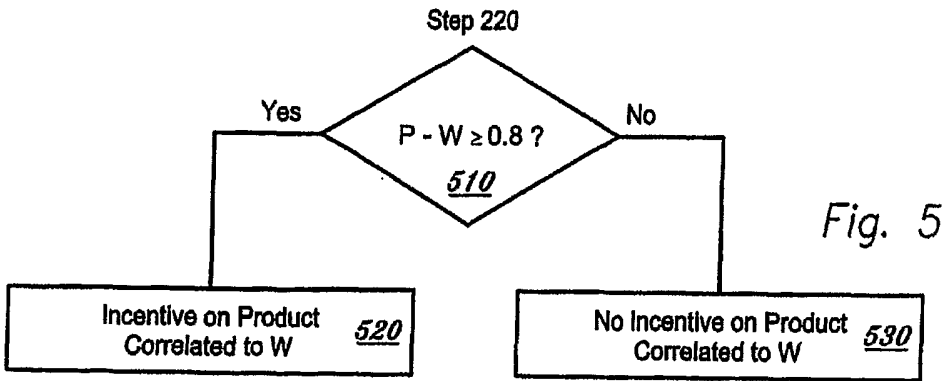 Step 220
Yes
No
P - W ≥ 0.8 ?
510
Fig. 5
Incentive on Product
Correlated to W
520
No Incentive on Product
Correlated to W
530